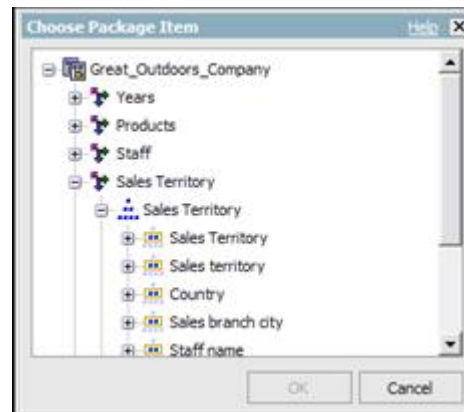 Choose Package Item Help
Great_Outdoors_Company
Years
Products
Staff
Sales Territory
Sales Territory
Sales Territory
Sales territory
Country
Sales branch city
Staff name
OK Cancel